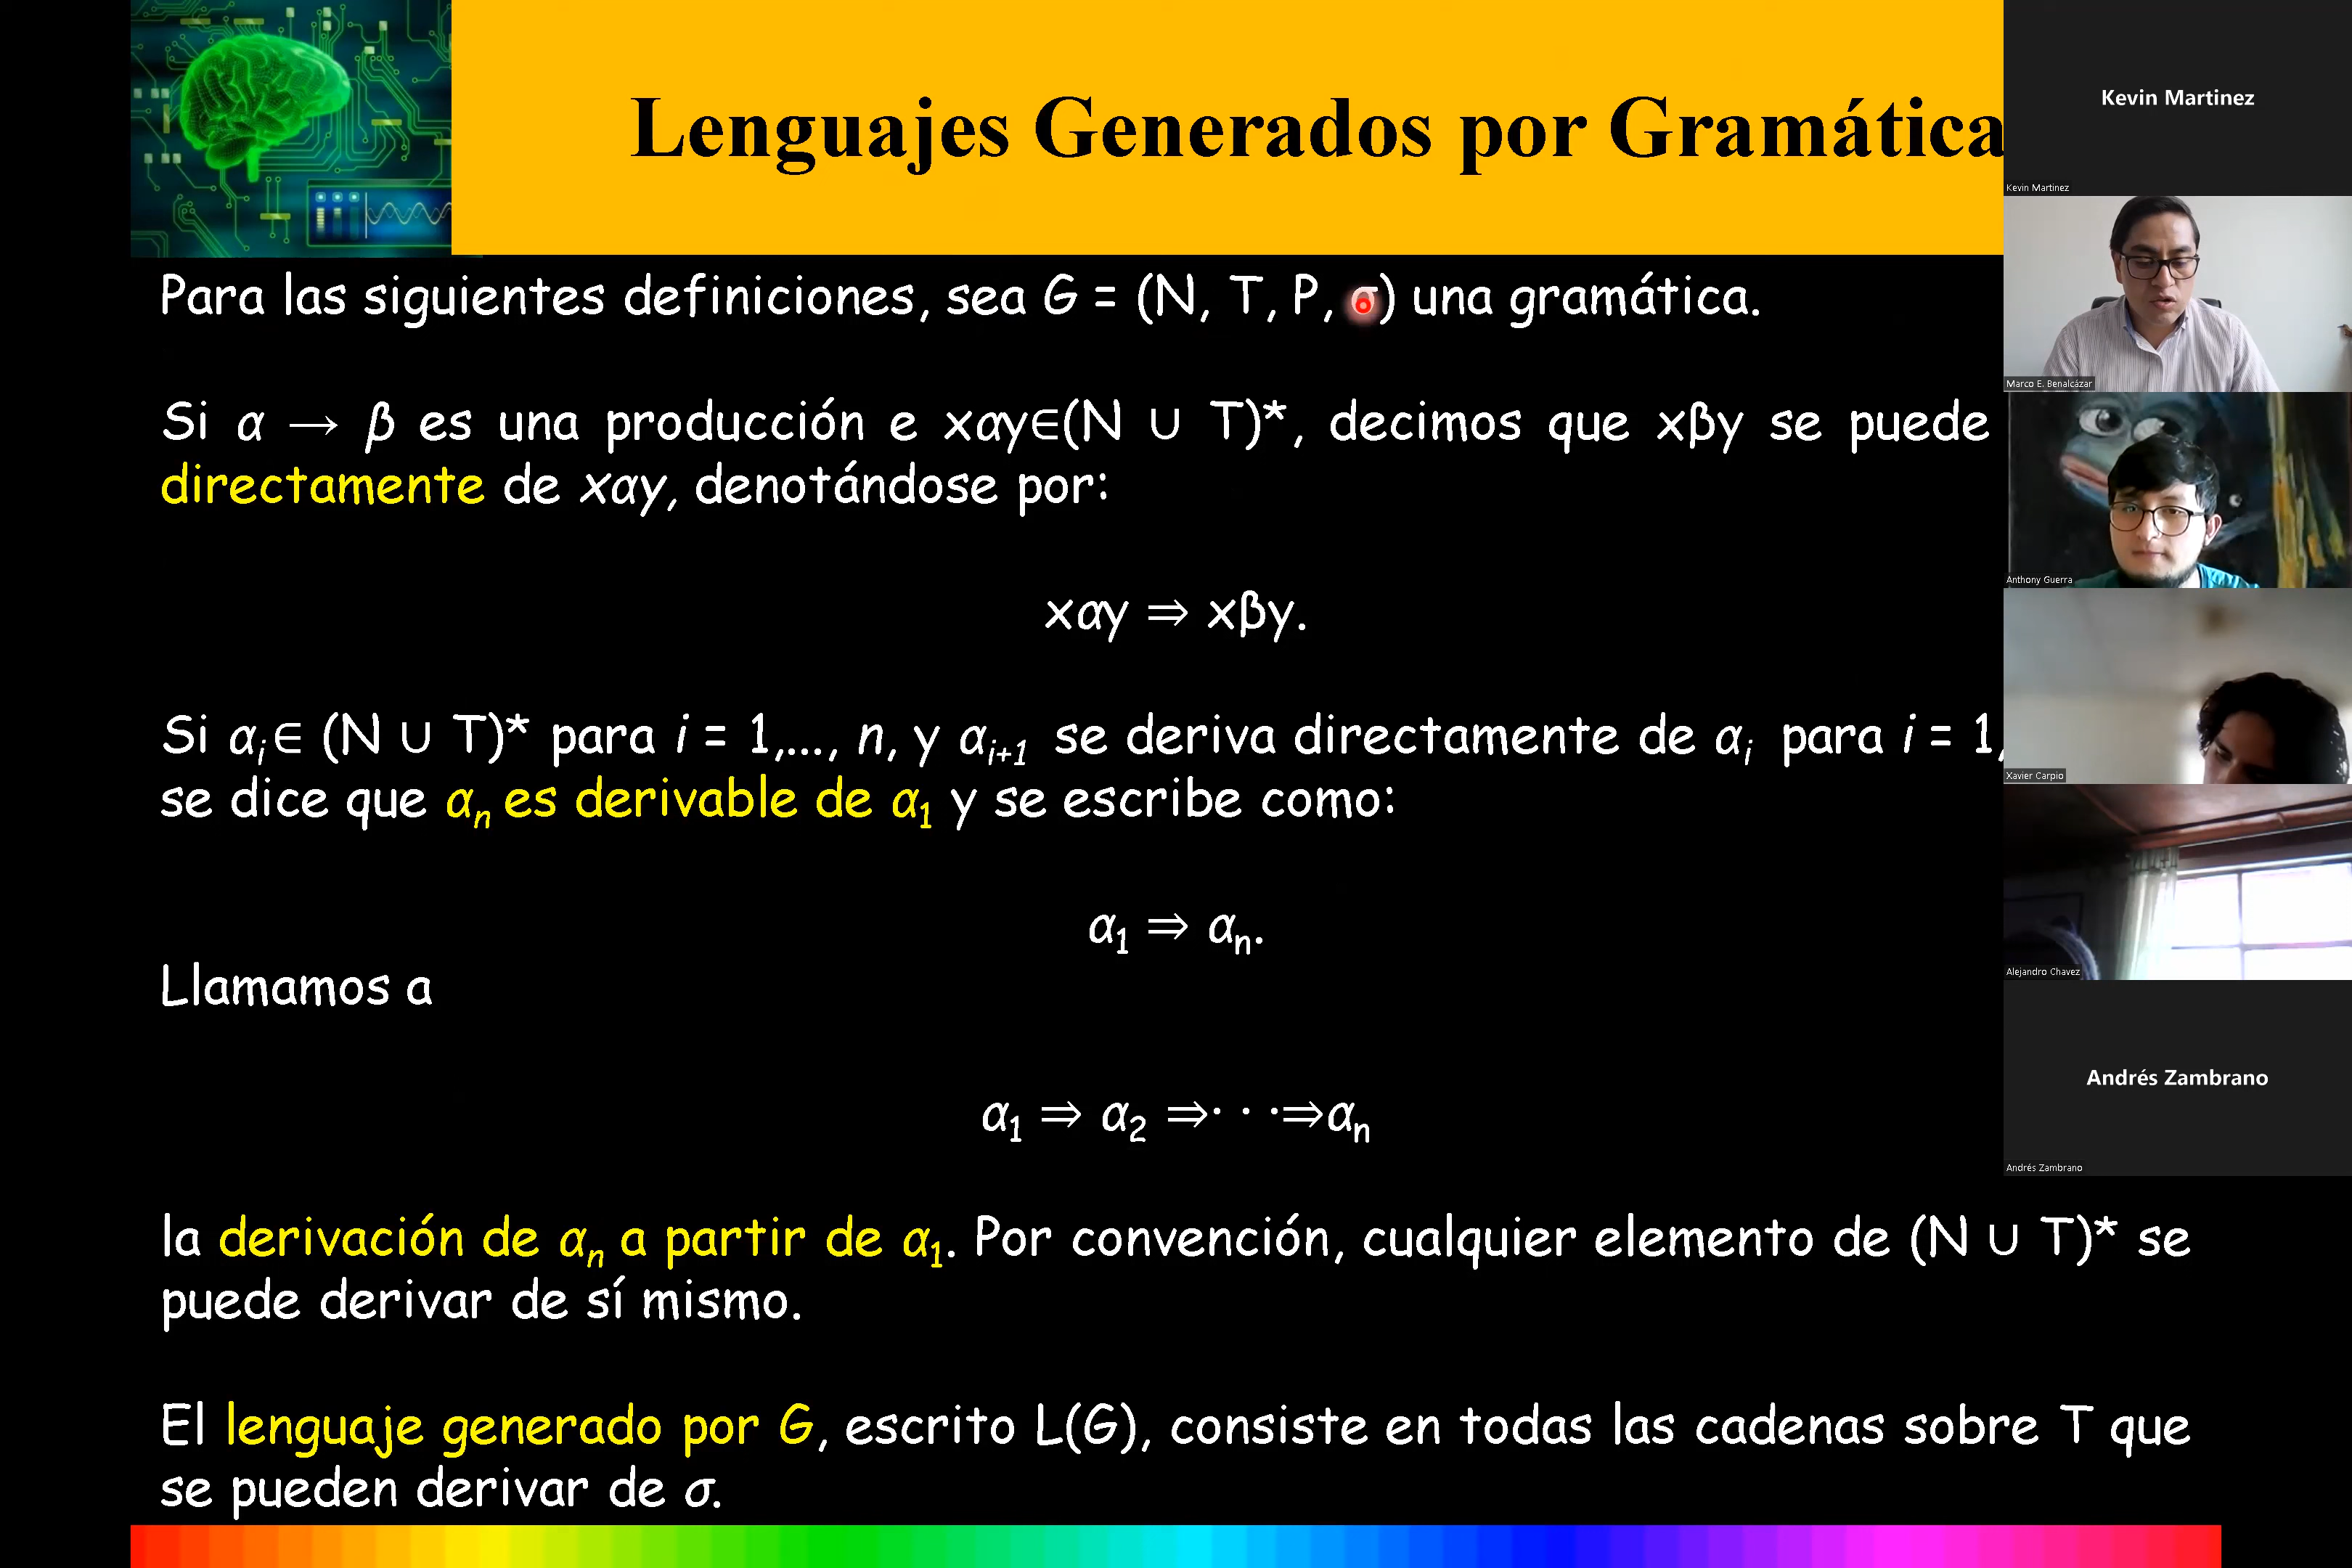 Lenguajes Generados por Gramática
Para las siguientes definiciones, sea G = (N, T, P, σ) una gramática.
Si α → β es una producción e xαy∈(N ∪ T)*, decimos que xβy se puede
directamente de xαy, denotándose por:
xαy ⇒ xβy.
Si αi∈ (N ∪ T)* para i = 1,..., n, y αi+1 se deriva directamente de αi para i = 1,
se dice que αn es derivable de α1 y se escribe como:
α1 ⇒ αn.
Llamamos a
α1 ⇒ α2 ⇒· · ·⇒αn
la derivación de αn a partir de α1. Por convención, cualquier elemento de (N ∪ T)* se
puede derivar de sí mismo.
El lenguaje generado por G, escrito L(G), consiste en todas las cadenas sobre T que
se pueden derivar de σ.
Kevin Martinez
Kevin Martinez
Marco E. Benalcázar
Anthony Guerra
Xavier Carpio
Alejandro Chavez
Andrés Zambrano
Andrés Zambrano